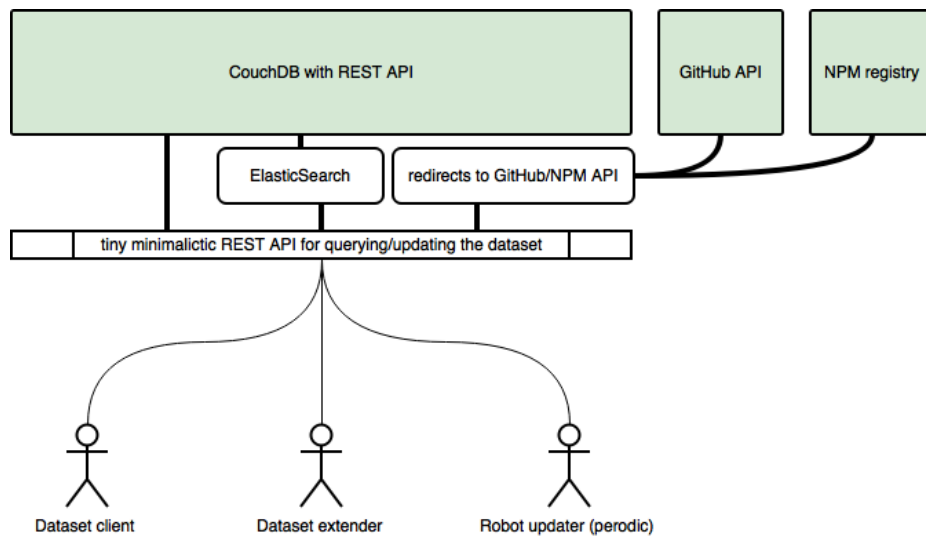 CouchDB with REST API
GitHub API
NPM registry
ElasticSearch
redirects to GitHub/NPM API
tiny minimalictic REST API for querying/updating the dataset
Dataset client
Dataset extender
Robot updater (perodic)